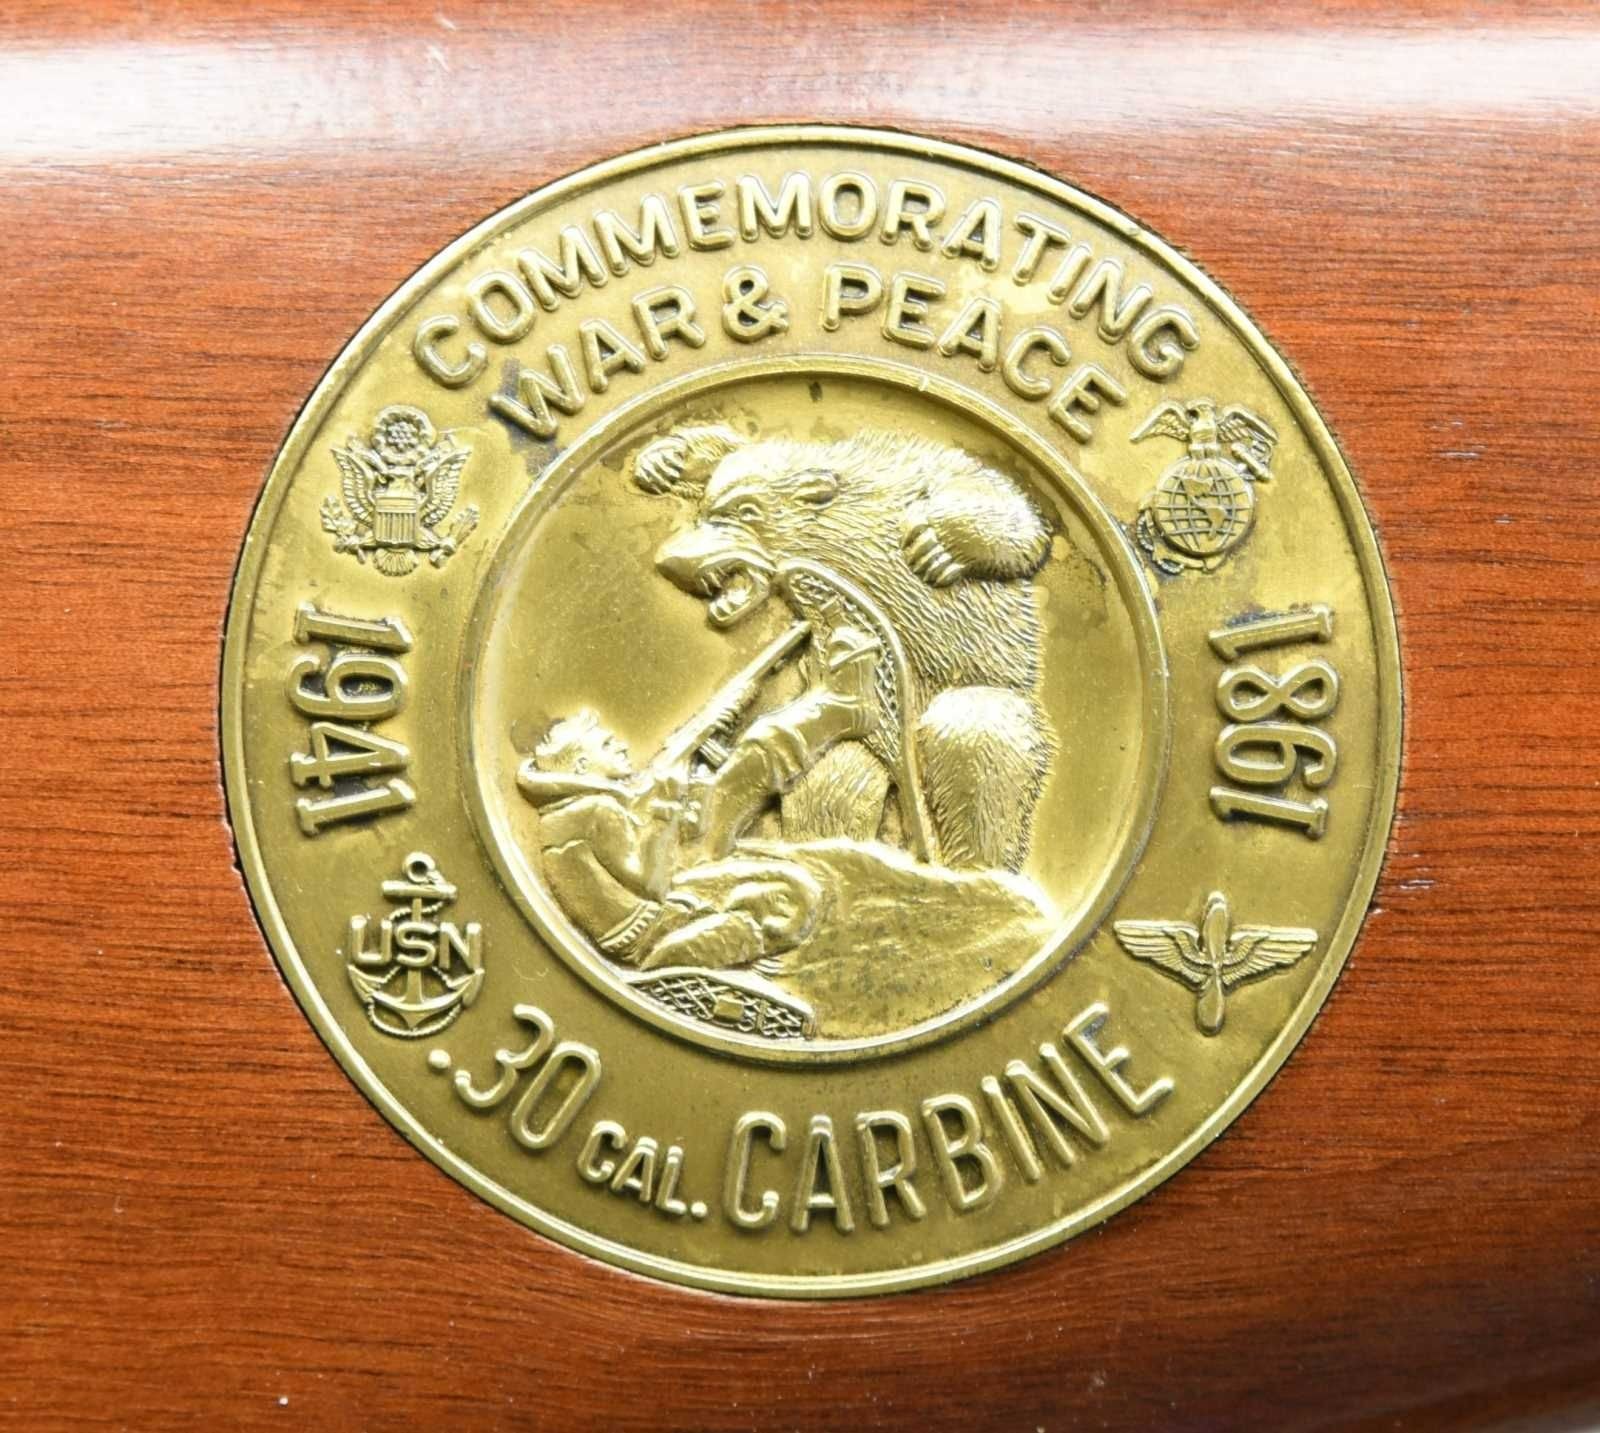 COMMEMORATING
WAR & PEACE
1941
1981
USN
.30 CAL. CARBINE